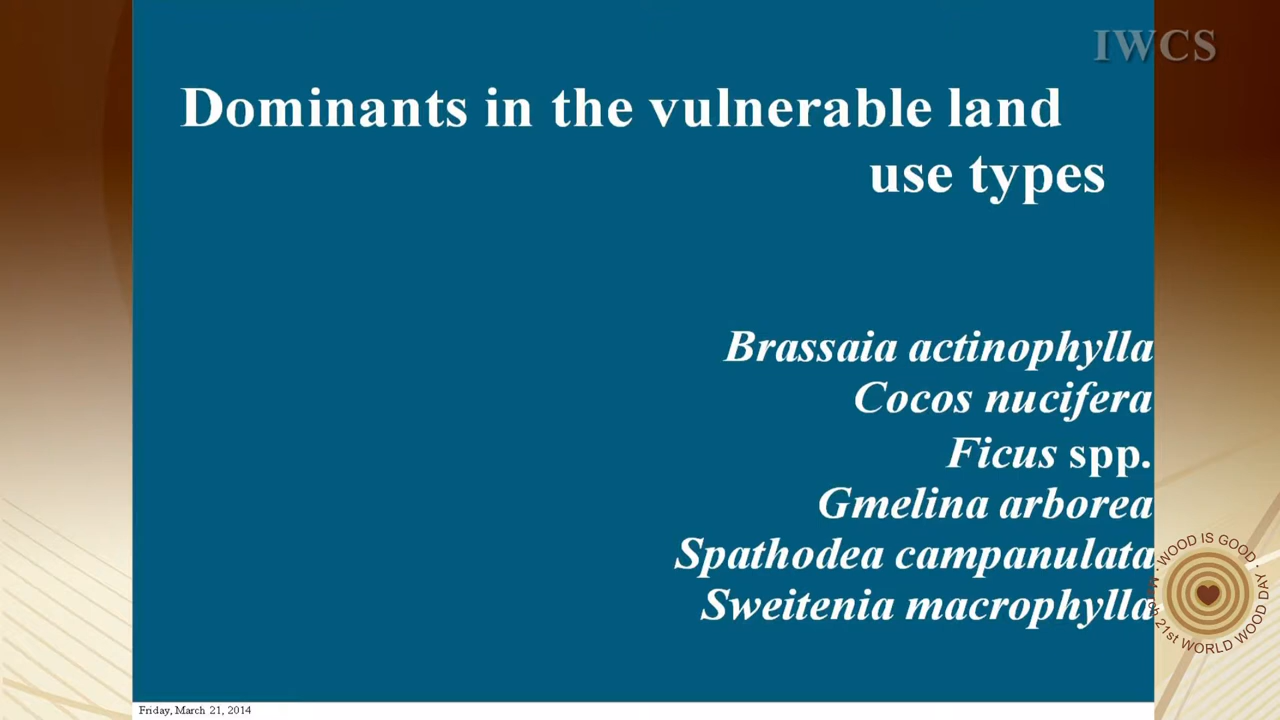 IWCS
Dominants in the vulnerable land
use types
Brassaia actinophylla
Cocos nucifera
Ficus spp.
Gmelina arborea
Spathodea campanulata
Sweitenia macrophylla
· WOOD IS GOOD ·
21st WORLD WOOD DAY
Friday, March 21, 2014